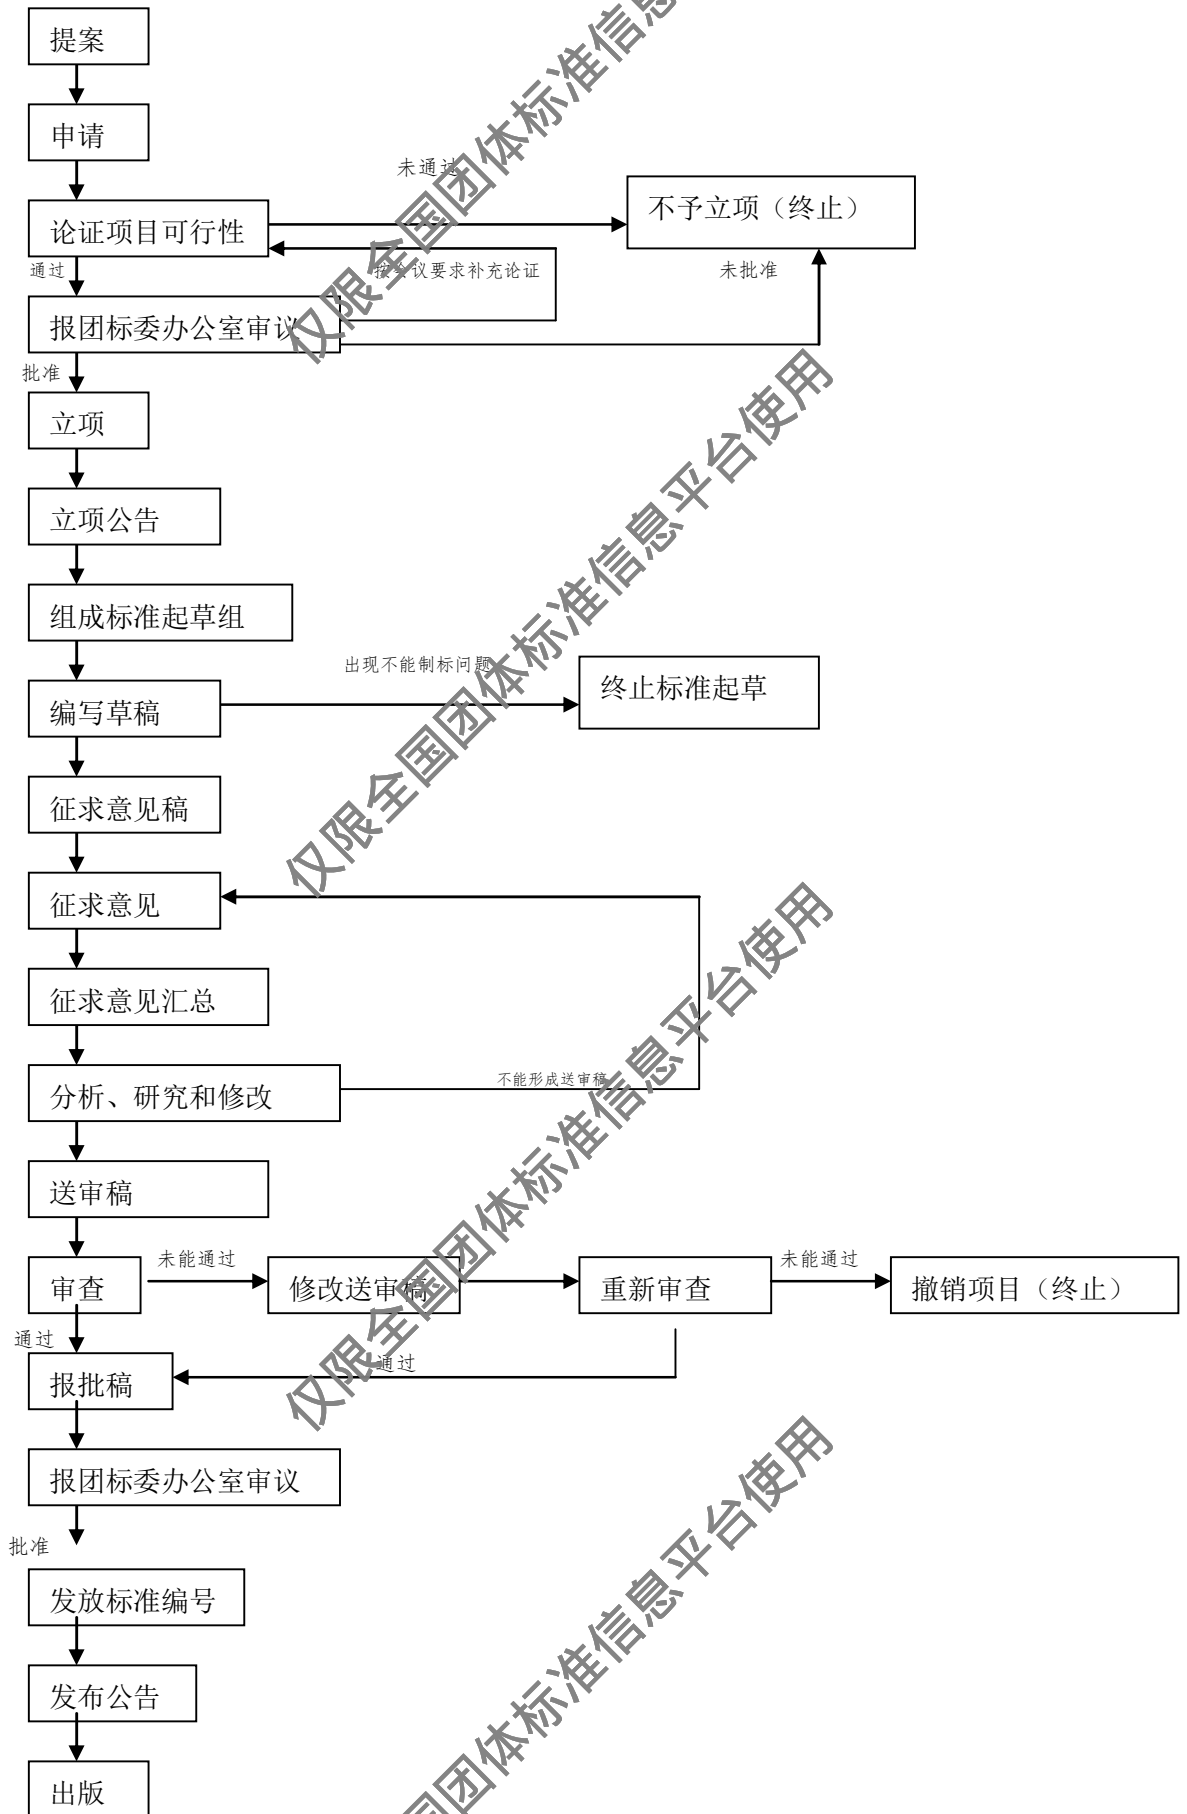 提案
申请
未通过
不予立项（终止）
论证项目可行性
通过
按会议要求补充论证
未批准
报团标委办公室审议
批准
立项
立项公告
组成标准起草组
出现不能制标问题
终止标准起草
编写草稿
征求意见稿
征求意见
征求意见汇总
不能形成送审稿
分析、研究和修改
送审稿
未能通过
未能通过
审查
修改送审稿
重新审查
撤销项目（终止）
通过
通过
报批稿
报团标委办公室审议
批准
发放标准编号
发布公告
出版
仅限全国团体标准信息
仅限全国团体标准信息平台使用
仅限全国团体标准信息平台使用
国团体标准信息平台使用